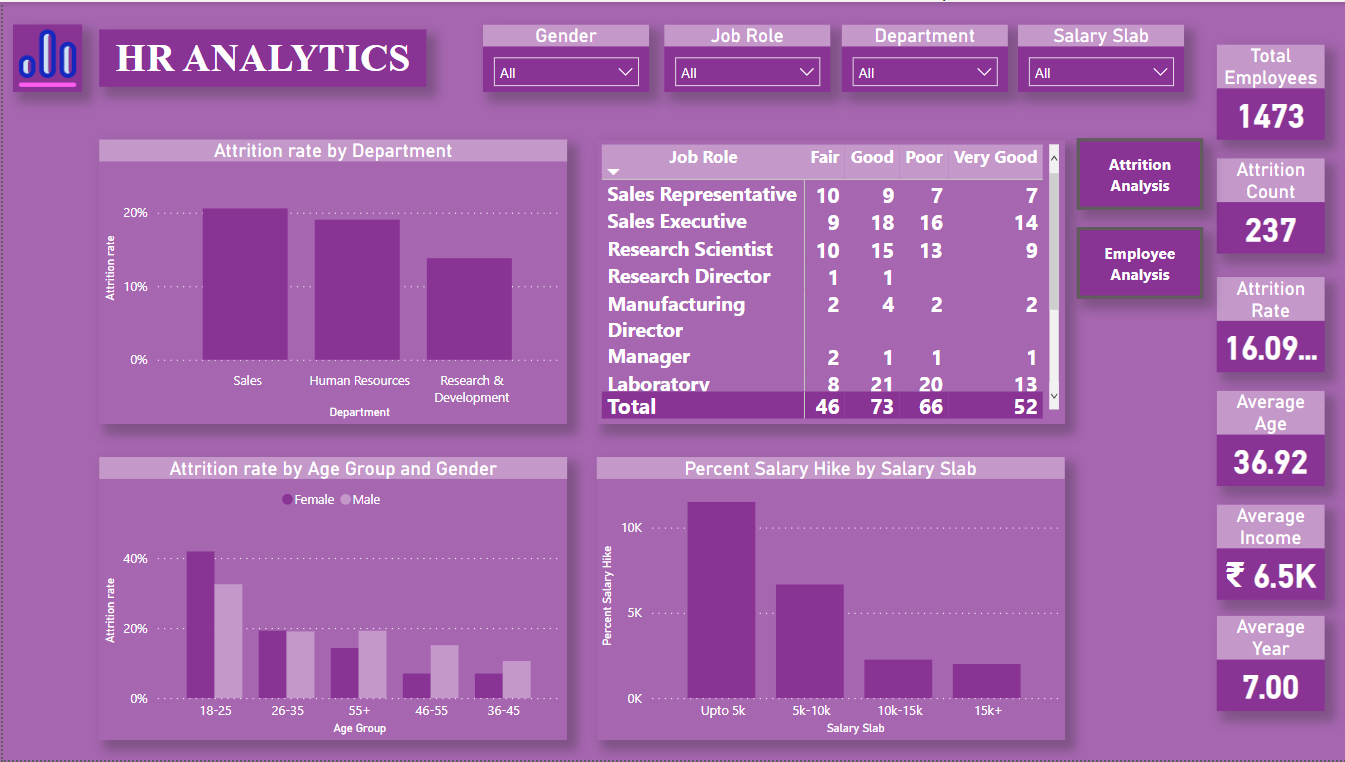 HR ANALYTICS
Gender
All
Job Role
All
Department
All
Salary Slab
All
Total
Employees
1473
Attrition
Count
237
Attrition
Rate
16.09...
Average
Age
36.92
Average
Income
₹ 6.5K
Average
Year
7.00
Attrition
Analysis
Employee
Analysis
Attrition rate by Department
Attrition rate
20%
10%
0%
Sales
Human Resources
Research &
Development
Department
Job Role Fair Good Poor Very Good
Sales Representative 10 9 7 7
Sales Executive 9 18 16 14
Research Scientist 10 15 13 9
Research Director 1 1
Manufacturing 2 4 2 2
Director
Manager 2 1 1 1
Laboratory 8 21 20 13
Total 46 73 66 52
Attrition rate by Age Group and Gender
Female Male
Attrition rate
40%
20%
0%
18-25 26-35 55+ 46-55 36-45
Age Group
Percent Salary Hike by Salary Slab
Percent Salary Hike
10K
5K
0K
Upto 5k 5k-10k 10k-15k 15k+
Salary Slab